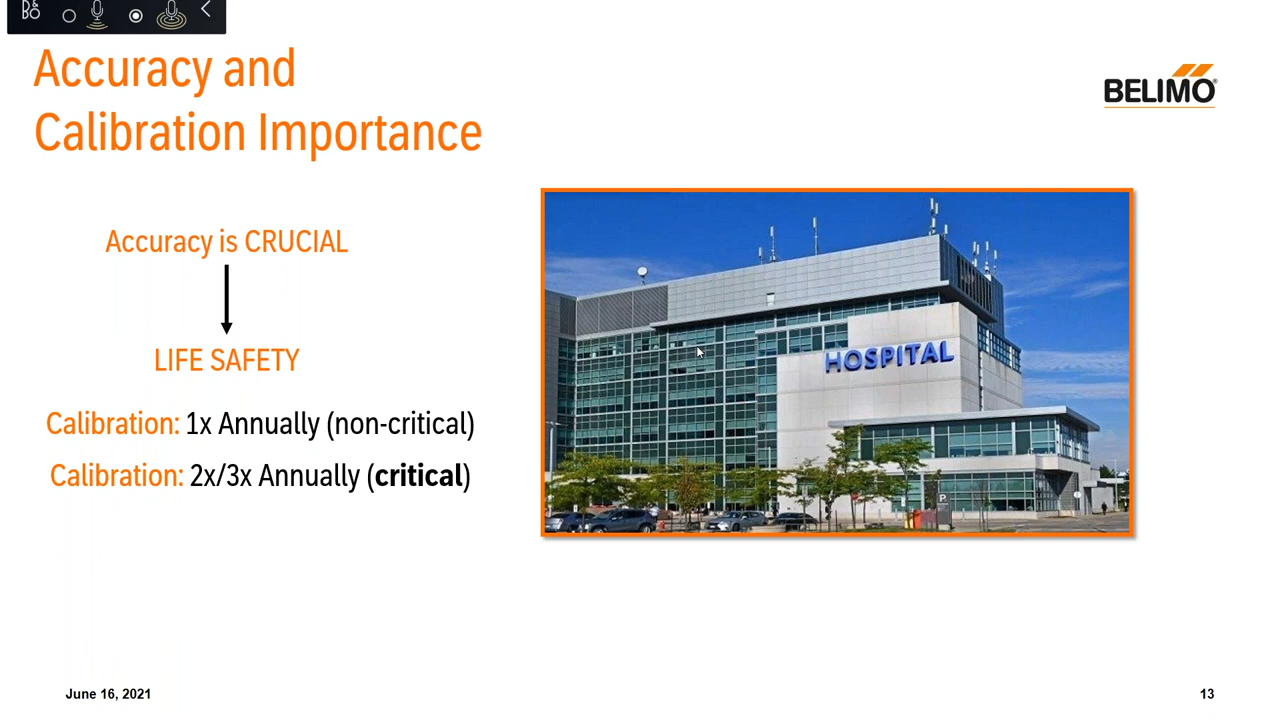 B&O
Accuracy and
Calibration Importance
BELIMO
Accuracy is CRUCIAL
LIFE SAFETY
Calibration: 1x Annually (non-critical)
Calibration: 2x/3x Annually (critical)
HOSPITAL
P
June 16, 2021
13